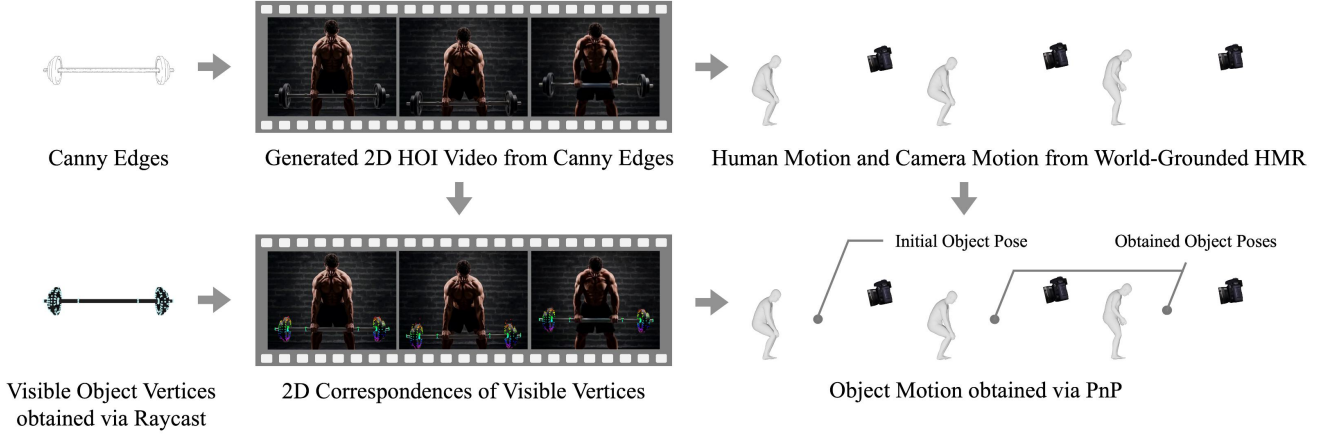 Canny Edges
Generated 2D HOI Video from Canny Edges
Human Motion and Camera Motion from World-Grounded HMR
Initial Object Pose
Obtained Object Poses
Visible Object Vertices
obtained via Raycast
2D Correspondences of Visible Vertices
Object Motion obtained via PnP